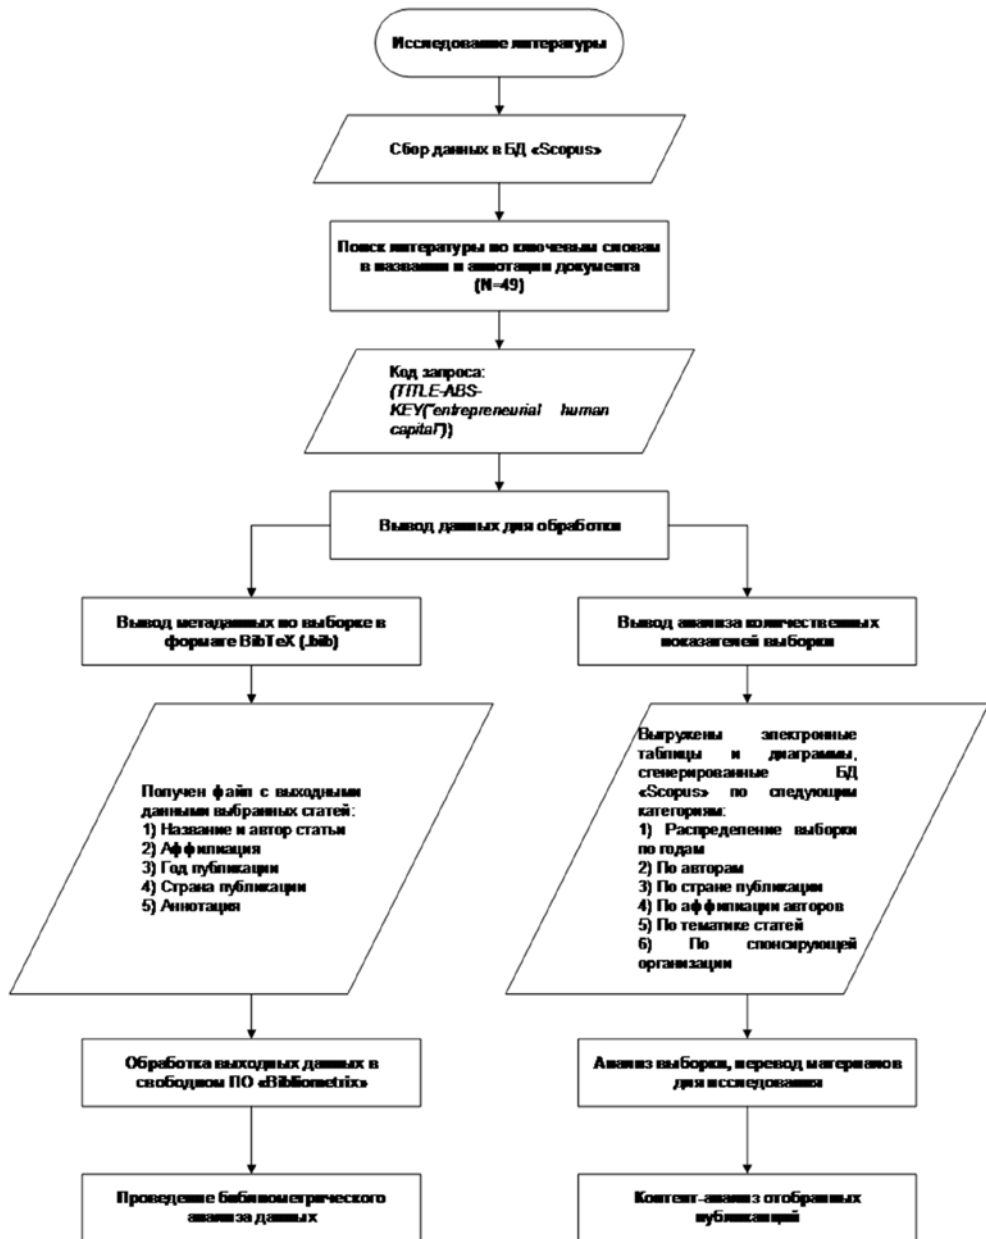 Исследование литературы
Сбор данных в БД «Scopus»
Поиск литературы по ключевым словам
в названии и аннотации документа
(N=49)
Код запроса:
(TITLE-ABS-
KEY("entrepreneurial human
capital"))
Вывод данных для обработки
Вывод метаданных по выборке в
формате BibTeX (.bib)
Вывод анализа количественных
показателей выборки
Получен файл с выходными
данными выбранных статей:
1) Название и автор статьи
2) Аффилиация
3) Год публикации
4) Страна публикации
5) Аннотация
Выгружены электронные
таблицы и диаграммы,
сгенерированные БД
«Scopus» по следующим
категориям:
1) Распределение выборки
по годам
2) По авторам
3) По стране публикации
4) По аффилиации авторов
5) По тематике статей
6) По спонсирующей
организации
Обработка выходных данных в
свободном ПО «Bibliometrix»
Анализ выборки, перевод материалов
для исследования
Проведение библиометрического
анализа данных
Контент-анализ отобранных
публикаций